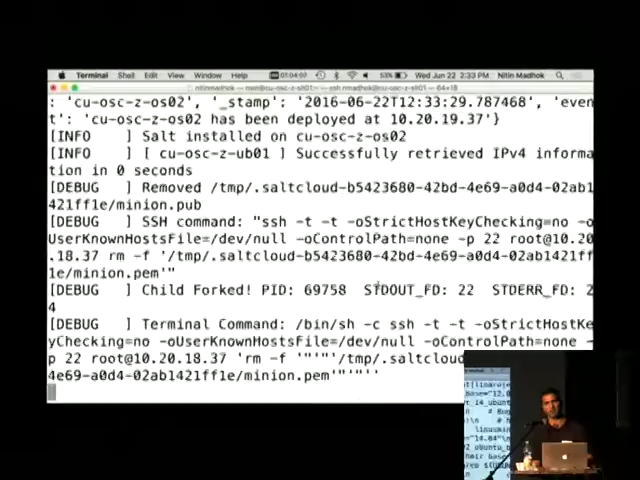 Terminal Shell Edit View Window Help 01:04:07 53% Wed Jun 22 2:33 PM Nitin Madhok
: 'cu-osc-z-os02', '_stamp': '2016-06-22T12:33:29.787468', 'even
t': 'cu-osc-z-os02 has been deployed at 10.20.19.37'}
[INFO    ] Salt installed on cu-osc-z-os02
[INFO    ] [ cu-osc-z-ub01 ] Successfully retrieved IPv4 informa
tion in 0 seconds
[DEBUG   ] Removed /tmp/.saltcloud-b5423680-42bd-4e69-a0d4-02ab1
421ff1e/minion.pub
[DEBUG   ] SSH command: "ssh -t -t -oStrictHostKeyChecking=no -o
UserKnownHostsFile=/dev/null -oControlPath=none -p 22 root@10.20
.18.37 rm -f '/tmp/.saltcloud-b5423680-42bd-4e69-a0d4-02ab1421ff
1e/minion.pem'"
[DEBUG   ] Child Forked! PID: 69758  STDOUT_FD: 22  STDERR_FD: 2
4
[DEBUG   ] Terminal Command: /bin/sh -c ssh -t -t -oStrictHostKe
yChecking=no -oUserKnownHostsFile=/dev/null -oControlPath=none -
p 22 root@10.20.18.37 'rm -f '"'"'/tmp/.saltcloud
4e69-a0d4-02ab1421ff1e/minion.pem'"'"''